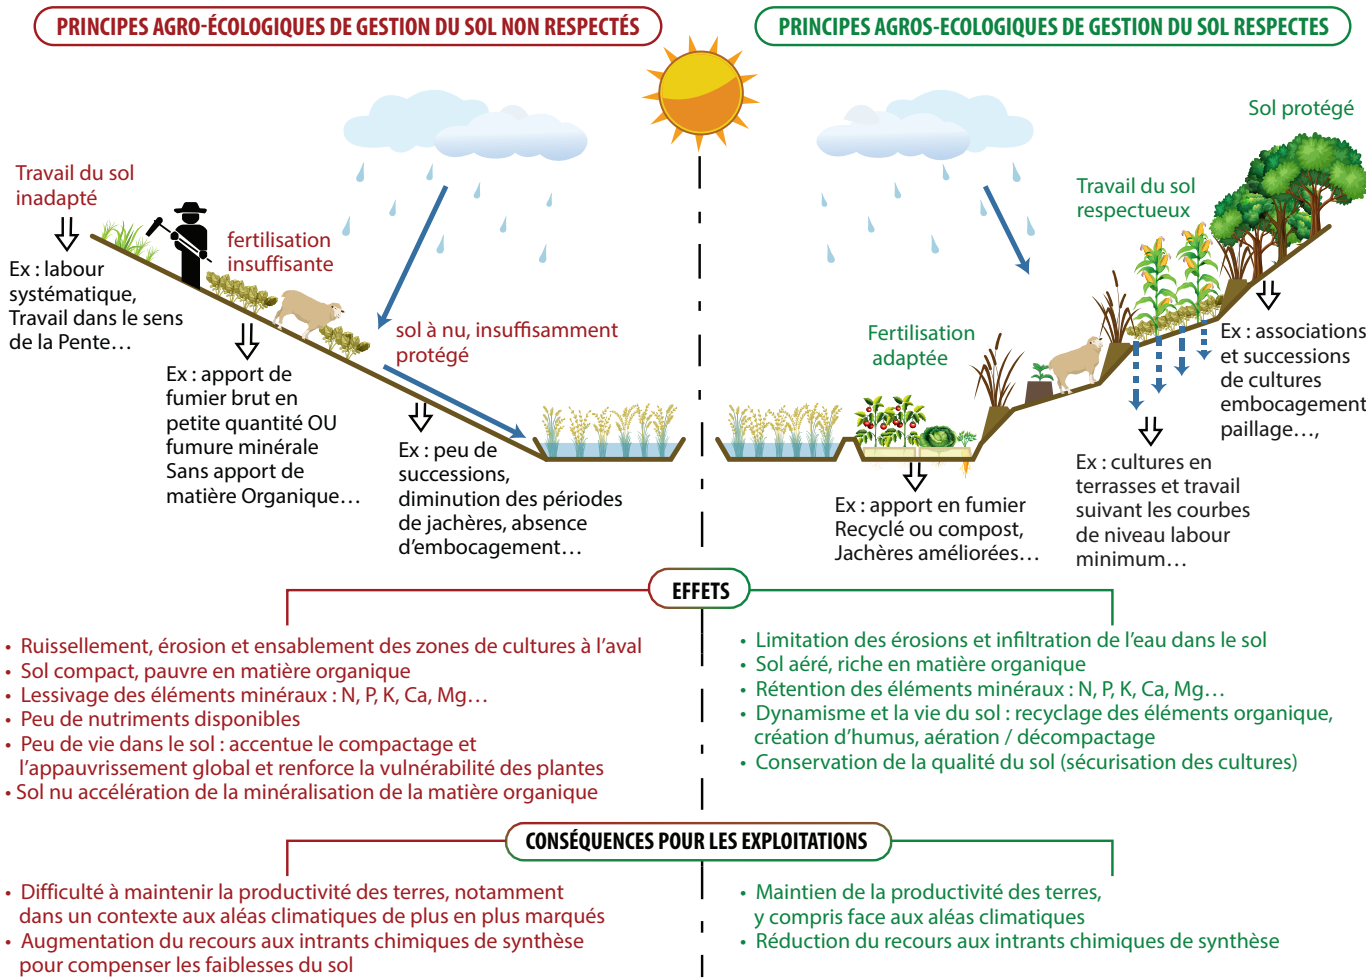 PRINCIPES AGRO-ÉCOLOGIQUES DE GESTION DU SOL NON RESPECTÉS
Travail du sol
inadapté
Ex : labour
systématique,
Travail dans le sens
de la Pente…
fertilisation
insuffisante
Ex : apport de
fumier brut en
petite quantité OU
fumure minérale
Sans apport de
matière Organique…
sol à nu, insuffisamment
protégé
Ex : peu de
successions,
diminution des périodes
de jachères, absence
d’embocagement…
PRINCIPES AGROS-ECOLOGIQUES DE GESTION DU SOL RESPECTES
Sol protégé
Travail du sol
respectueux
Fertilisation
adaptée
Ex : associations
et successions
de cultures
embocagement
paillage…,
Ex : cultures en
terrasses et travail
suivant les courbes
de niveau labour
minimum…
Ex : apport en fumier
Recyclé ou compost,
Jachères améliorées…
EFFETS
• Ruissellement, érosion et ensablement des zones de cultures à l’aval
• Sol compact, pauvre en matière organique
• Lessivage des éléments minéraux : N, P, K, Ca, Mg…
• Peu de nutriments disponibles
• Peu de vie dans le sol : accentue le compactage et
l’appauvrissement global et renforce la vulnérabilité des plantes
• Sol nu accélération de la minéralisation de la matière organique
• Limitation des érosions et infiltration de l’eau dans le sol
• Sol aéré, riche en matière organique
• Rétention des éléments minéraux : N, P, K, Ca, Mg…
• Dynamisme et la vie du sol : recyclage des éléments organique,
création d’humus, aération / décompactage
• Conservation de la qualité du sol (sécurisation des cultures)
CONSÉQUENCES POUR LES EXPLOITATIONS
• Difficulté à maintenir la productivité des terres, notamment
dans un contexte aux aléas climatiques de plus en plus marqués
• Augmentation du recours aux intrants chimiques de synthèse
pour compenser les faiblesses du sol
• Maintien de la productivité des terres,
y compris face aux aléas climatiques
• Réduction du recours aux intrants chimiques de synthèse